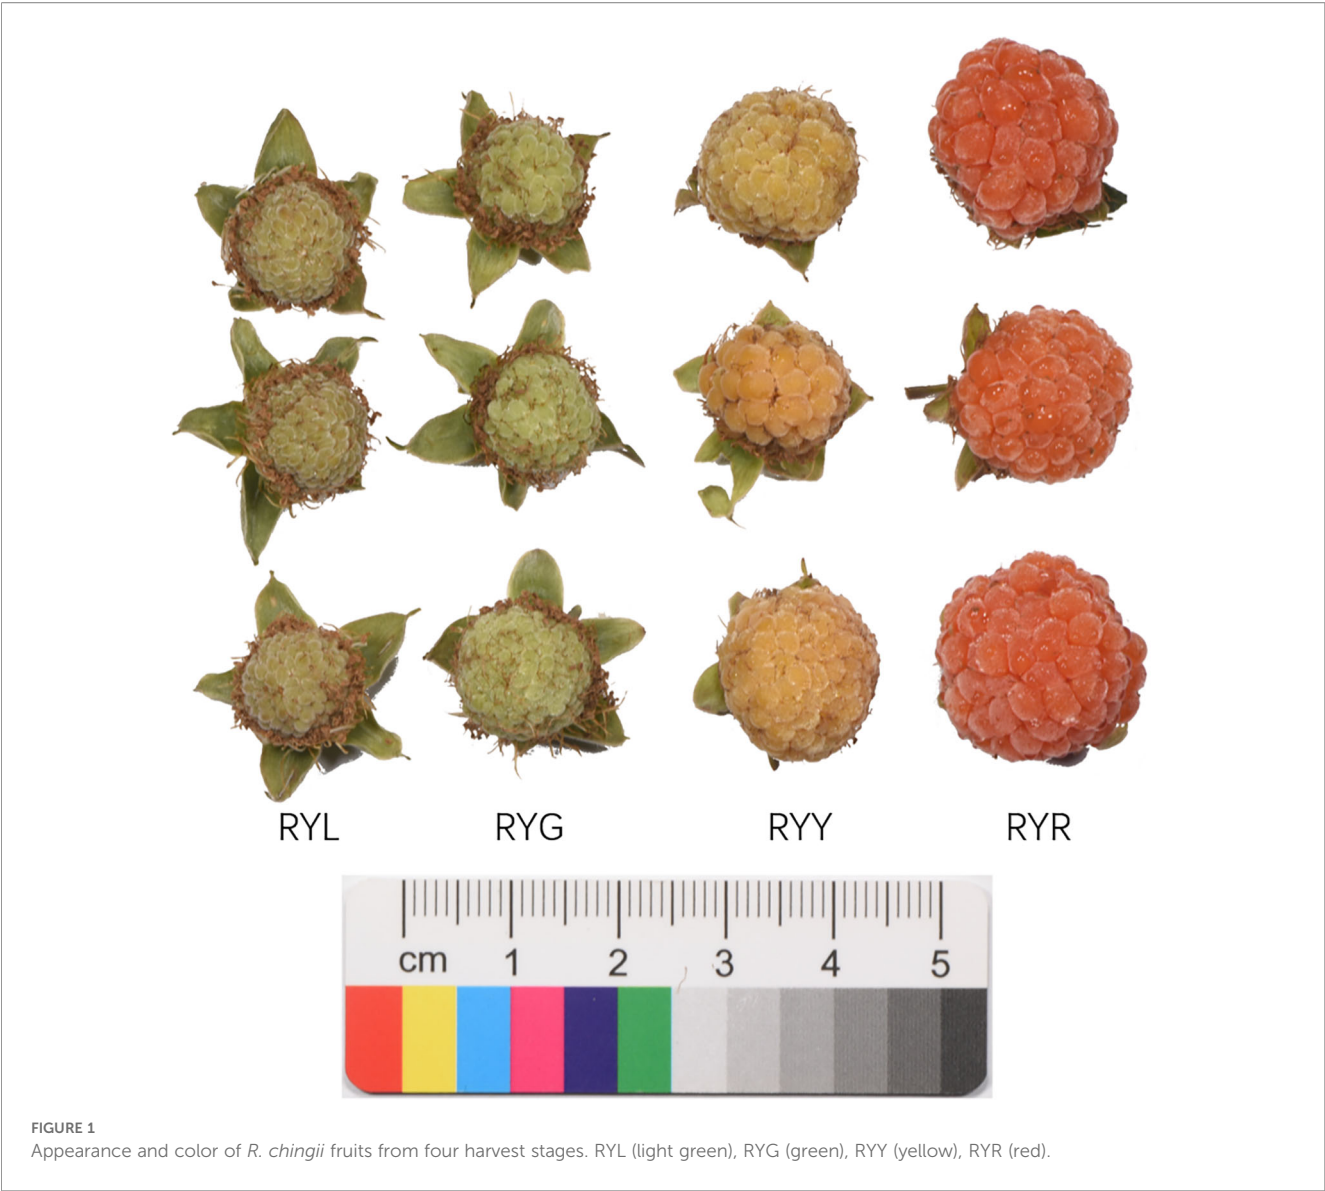 RYL RYG RYY RYR
cm 1 2 3 4 5
FIGURE 1
Appearance and color of R. chingii fruits from four harvest stages. RYL (light green), RYG (green), RYY (yellow), RYR (red).